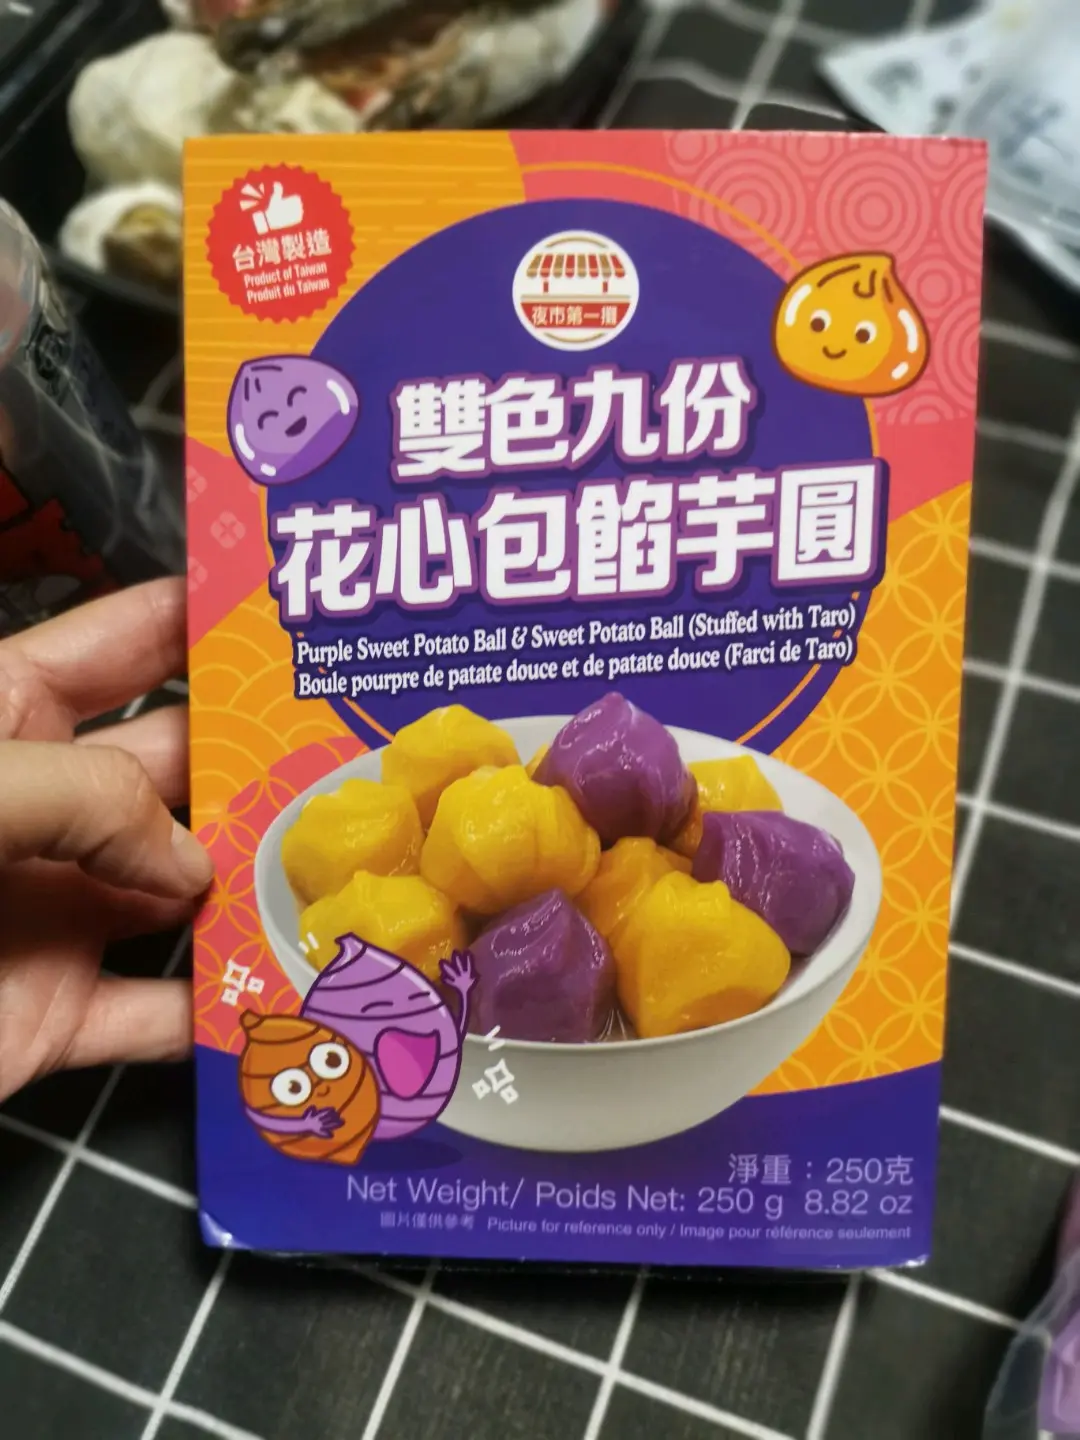 台灣製造
Product of Taiwan
Produit du Taiwan
夜市第一攤
雙色九份
花心包餡芋圓
Purple Sweet Potato Ball & Sweet Potato Ball (Stuffed with Taro)
Boule pourpre de patate douce et de patate douce (Farci de Taro)
淨重：250克
Net Weight/ Poids Net: 250 g 8.82 oz
圖片僅供參考 Picture for reference only / Image pour référence seulement